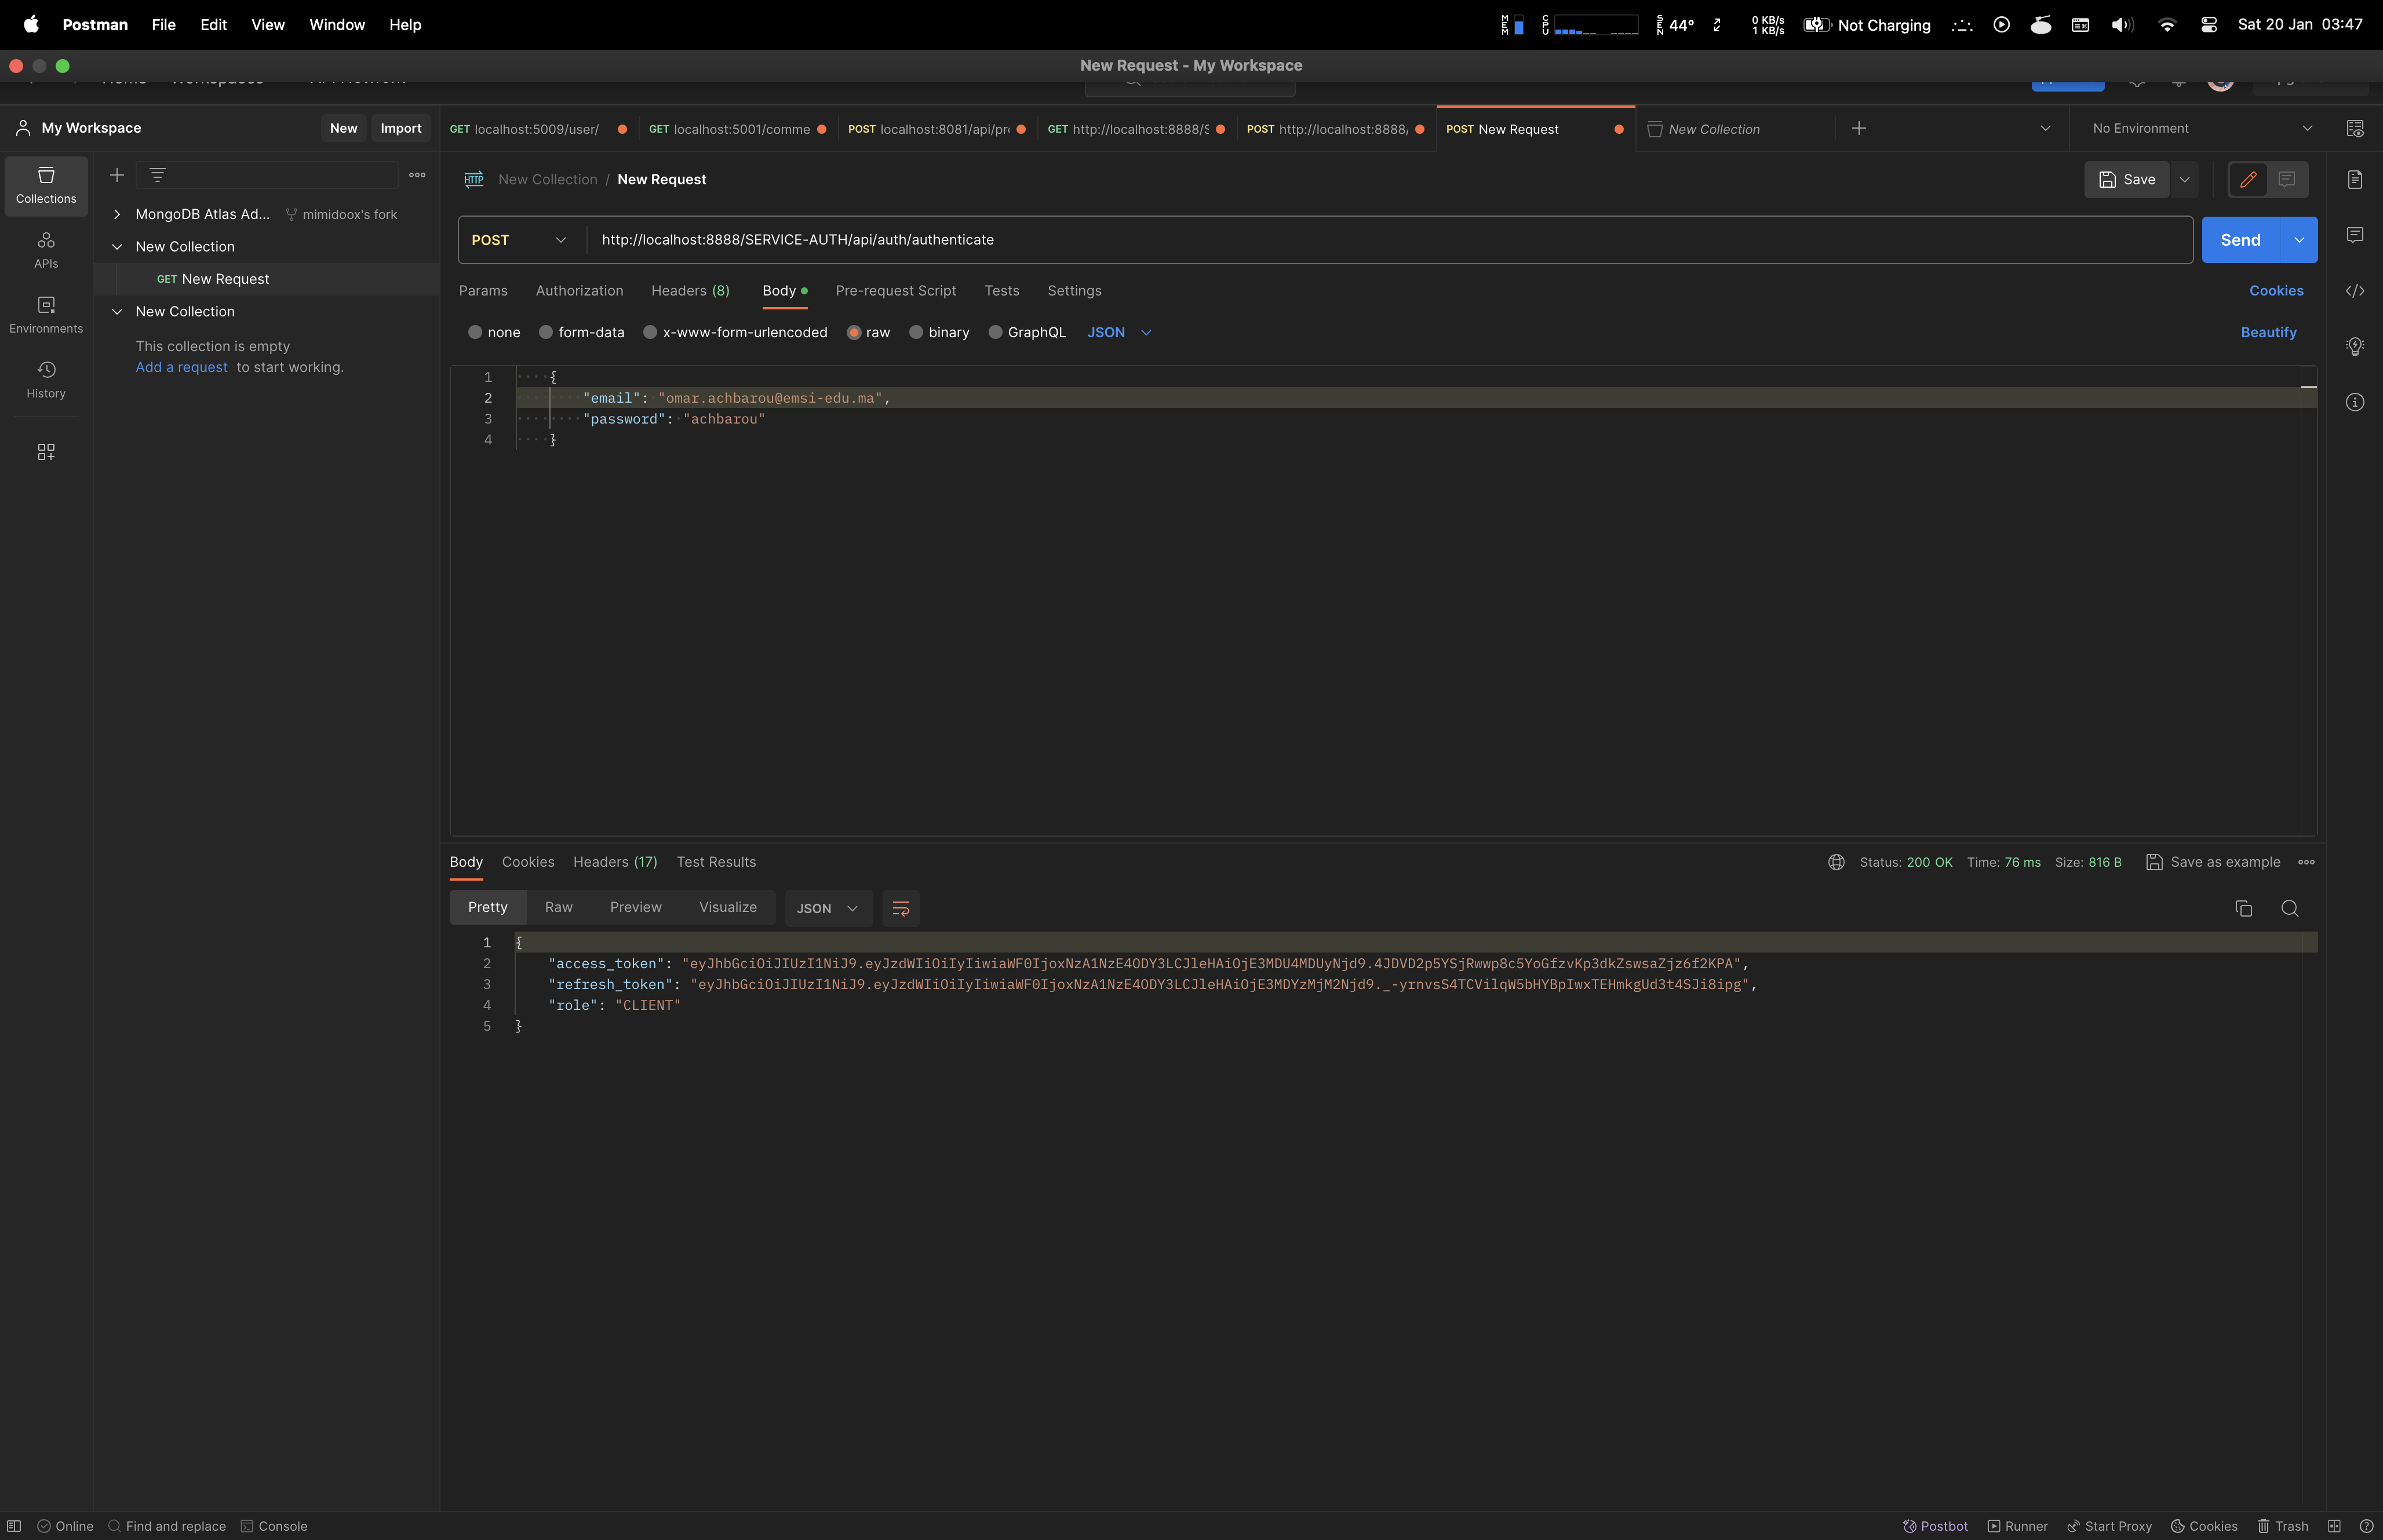 Postman File Edit View Window Help
MEM CPU SEN 44° 0 KB/s 1 KB/s Not Charging Sat 20 Jan 03:47
New Request - My Workspace
My Workspace New Import
GET localhost:5009/user/ GET localhost:5001/comme POST localhost:8081/api/pr GET http://localhost:8888/S POST http://localhost:8888/ POST New Request New Collection No Environment
Collections
APIs
Environments
History
MongoDB Atlas Ad... mimidoox's fork
New Collection
GET New Request
New Collection
This collection is empty
Add a request to start working.
HTTP New Collection / New Request Save
POST http://localhost:8888/SERVICE-AUTH/api/auth/authenticate Send
Params Authorization Headers (8) Body Pre-request Script Tests Settings Cookies
none form-data x-www-form-urlencoded raw binary GraphQL JSON Beautify
1 {
2 "email": "omar.achbarou@emsi-edu.ma",
3 "password": "achbarou"
4 }
Body Cookies Headers (17) Test Results Status: 200 OK Time: 76 ms Size: 816 B Save as example
Pretty Raw Preview Visualize JSON
1 {
2 "access_token": "eyJhbGciOiJIUzI1NiJ9.eyJzdWIiOiIyIiwiaWF0IjoxNzA1NzE4ODY3LCJleHAiOjE3MDU4MDUyNjd9.4JDVD2p5YSjRwwp8c5YoGfzvKp3dkZswsaZjz6f2KPA",
3 "refresh_token": "eyJhbGciOiJIUzI1NiJ9.eyJzdWIiOiIyIiwiaWF0IjoxNzA1NzE4ODY3LCJleHAiOjE3MDYzMjM2Njd9._-yrnvsS4TCVilqW5bHYBpIwxTEHmkgUd3t4SJi8ipg",
4 "role": "CLIENT"
5 }
Online Find and replace Console Postbot Runner Start Proxy Cookies Trash